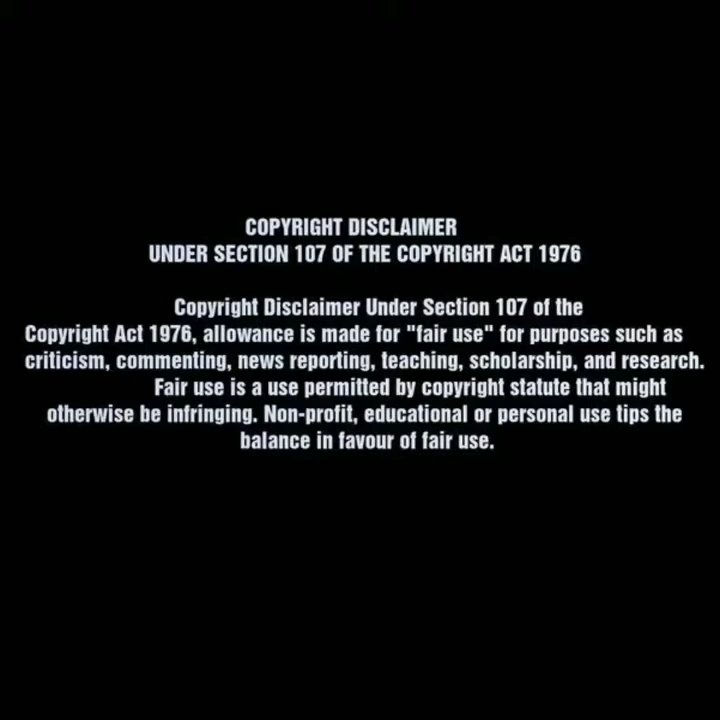 COPYRIGHT DISCLAIMER
UNDER SECTION 107 OF THE COPYRIGHT ACT 1976
Copyright Disclaimer Under Section 107 of the
Copyright Act 1976, allowance is made for "fair use" for purposes such as
criticism, commenting, news reporting, teaching, scholarship, and research.
Fair use is a use permitted by copyright statute that might
otherwise be infringing. Non-profit, educational or personal use tips the
balance in favour of fair use.